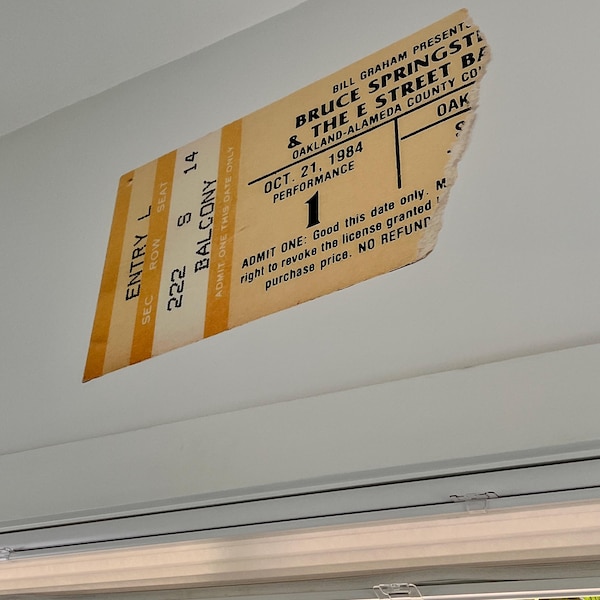 ENTRY L
SEC ROW SEAT
222 S 14
BALCONY
ADMIT ONE THIS DATE ONLY
BILL GRAHAM PRESENTS
BRUCE SPRINGSTE
& THE E STREET BA
OAKLAND-ALAMEDA COUNTY CO
OCT. 21, 1984
PERFORMANCE
1
OAK
S
ADMIT ONE: Good this date only. M
right to revoke the license granted
purchase price. NO REFUND